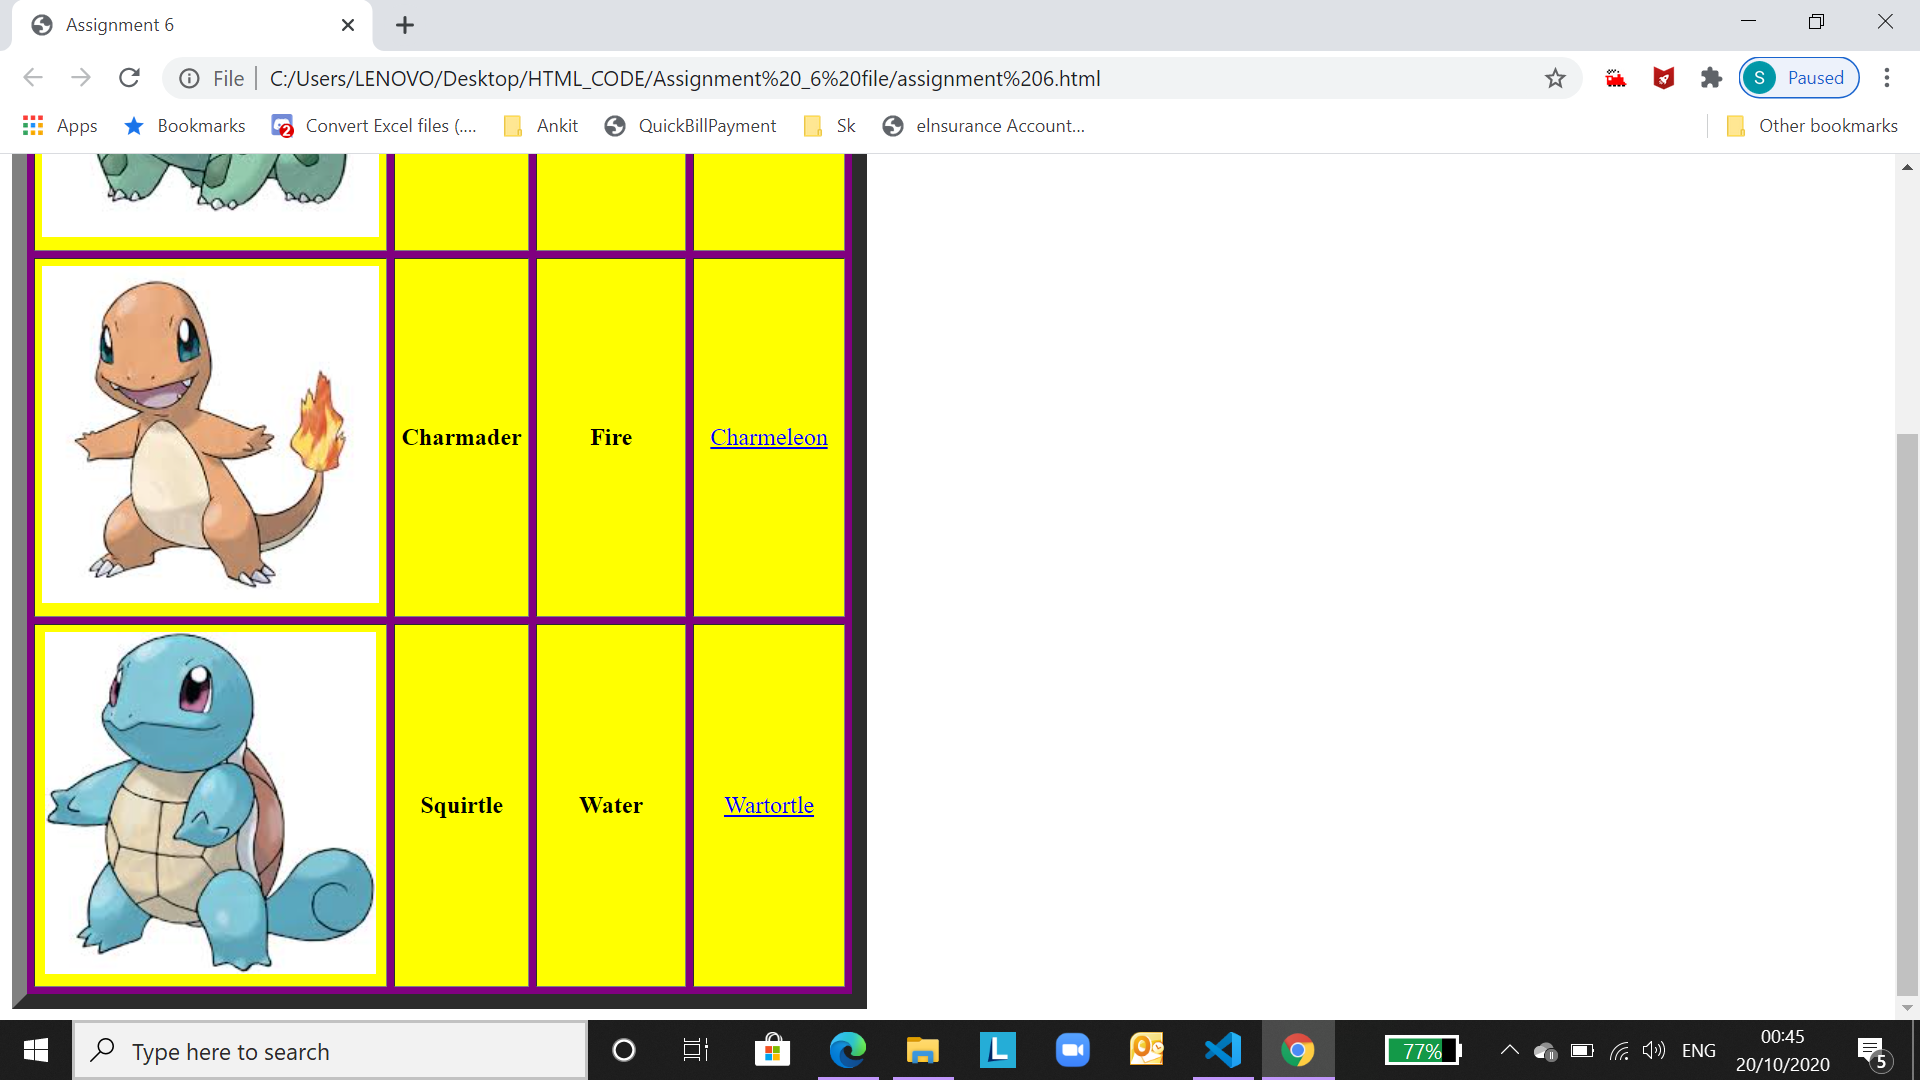 Assignment 6
File
C:/Users/LENOVO/Desktop/HTML_CODE/Assignment%20_6%20file/assignment%206.html
S Paused
Apps Bookmarks Convert Excel files (.... Ankit QuickBillPayment Sk eInsurance Account... Other bookmarks
Charmader Fire Charmeleon
Squirtle Water Wartortle
Type here to search
77%
ENG
00:45
20/10/2020
5